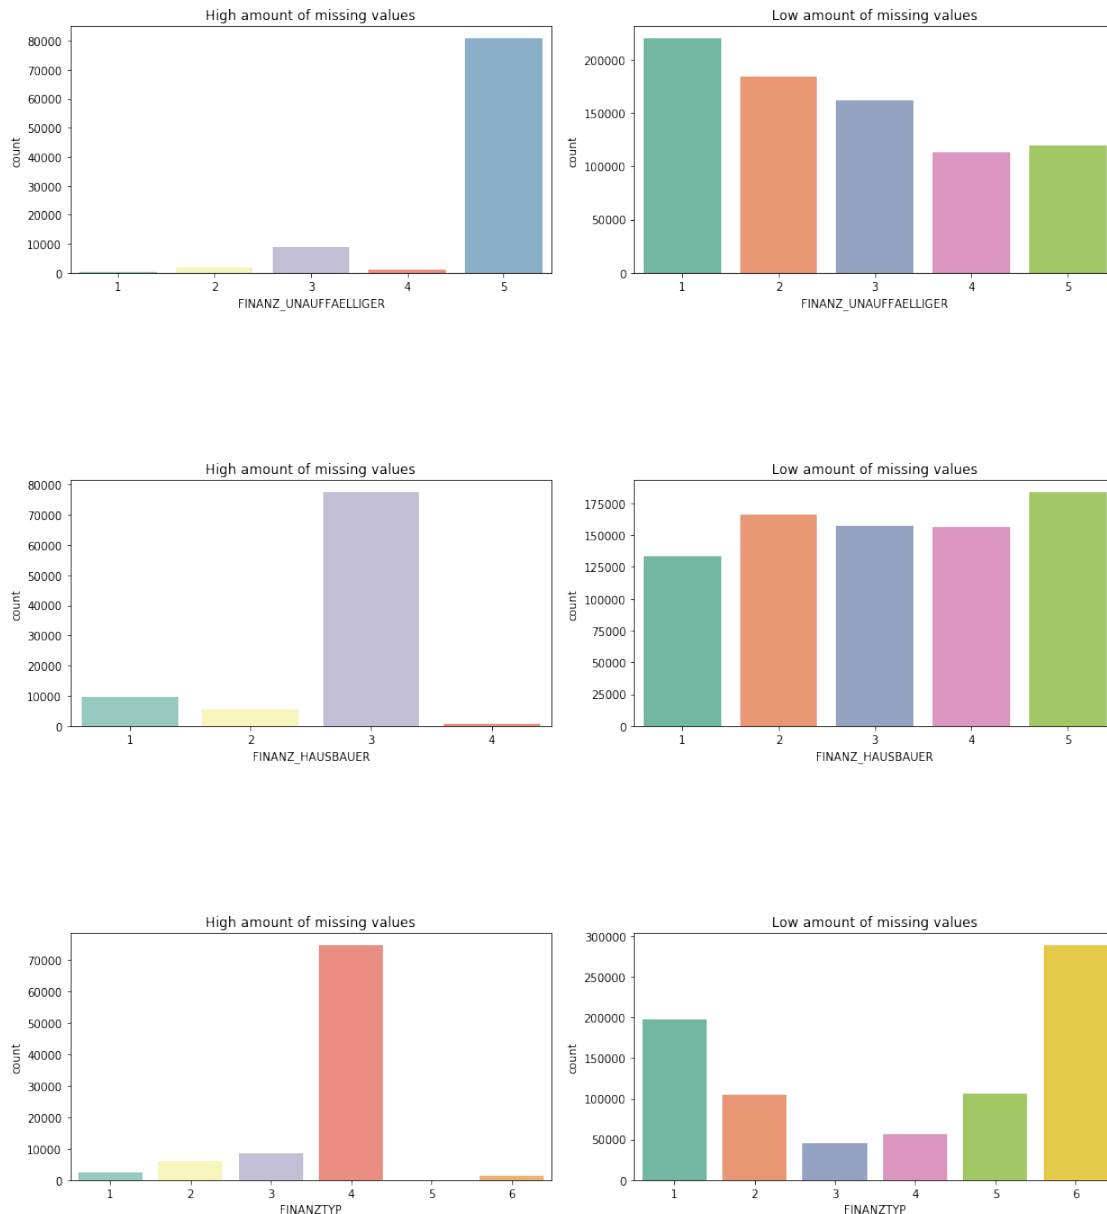 High amount of missing values
80000
70000
60000
50000
40000
30000
20000
10000
0
count
1 2 3 4 5
FINANZ_UNAUFFAELLIGER
Low amount of missing values
200000
150000
100000
50000
0
count
1 2 3 4 5
FINANZ_UNAUFFAELLIGER
High amount of missing values
80000
70000
60000
50000
40000
30000
20000
10000
0
count
1 2 3 4
FINANZ_HAUSBAUER
Low amount of missing values
175000
150000
125000
100000
75000
50000
25000
0
count
1 2 3 4 5
FINANZ_HAUSBAUER
High amount of missing values
70000
60000
50000
40000
30000
20000
10000
0
count
1 2 3 4 5 6
FINANZTYP
Low amount of missing values
300000
250000
200000
150000
100000
50000
0
count
1 2 3 4 5 6
FINANZTYP